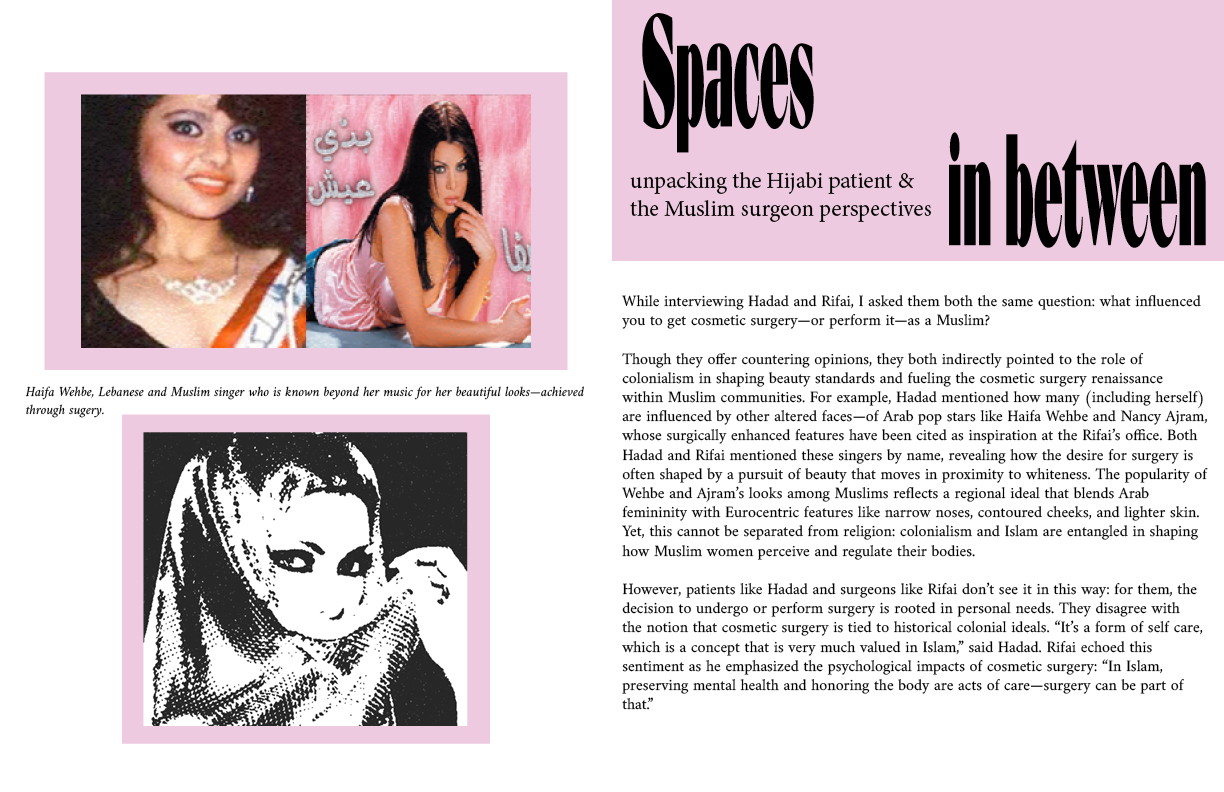 بدي
عيش
يفا
Haifa Wehbe, Lebanese and Muslim singer who is known beyond her music for her beautiful looks—achieved
through sugery.
Spaces
in between
unpacking the Hijabi patient &
the Muslim surgeon perspectives
While interviewing Hadad and Rifai, I asked them both the same question: what influenced
you to get cosmetic surgery—or perform it—as a Muslim?
Though they offer countering opinions, they both indirectly pointed to the role of
colonialism in shaping beauty standards and fueling the cosmetic surgery renaissance
within Muslim communities. For example, Hadad mentioned how many (including herself)
are influenced by other altered faces—of Arab pop stars like Haifa Wehbe and Nancy Ajram,
whose surgically enhanced features have been cited as inspiration at the Rifai’s office. Both
Hadad and Rifai mentioned these singers by name, revealing how the desire for surgery is
often shaped by a pursuit of beauty that moves in proximity to whiteness. The popularity of
Wehbe and Ajram’s looks among Muslims reflects a regional ideal that blends Arab
femininity with Eurocentric features like narrow noses, contoured cheeks, and lighter skin.
Yet, this cannot be separated from religion: colonialism and Islam are entangled in shaping
how Muslim women perceive and regulate their bodies.
However, patients like Hadad and surgeons like Rifai don’t see it in this way: for them, the
decision to undergo or perform surgery is rooted in personal needs. They disagree with
the notion that cosmetic surgery is tied to historical colonial ideals. “It’s a form of self care,
which is a concept that is very much valued in Islam,” said Hadad. Rifai echoed this
sentiment as he emphasized the psychological impacts of cosmetic surgery: “In Islam,
preserving mental health and honoring the body are acts of care—surgery can be part of
that.”